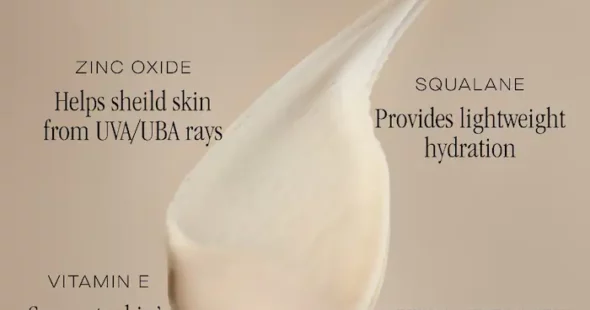 ZINC OXIDE
Helps sheild skin
from UVA/UBA rays
SQUALANE
Provides lightweight
hydration
VITAMIN E